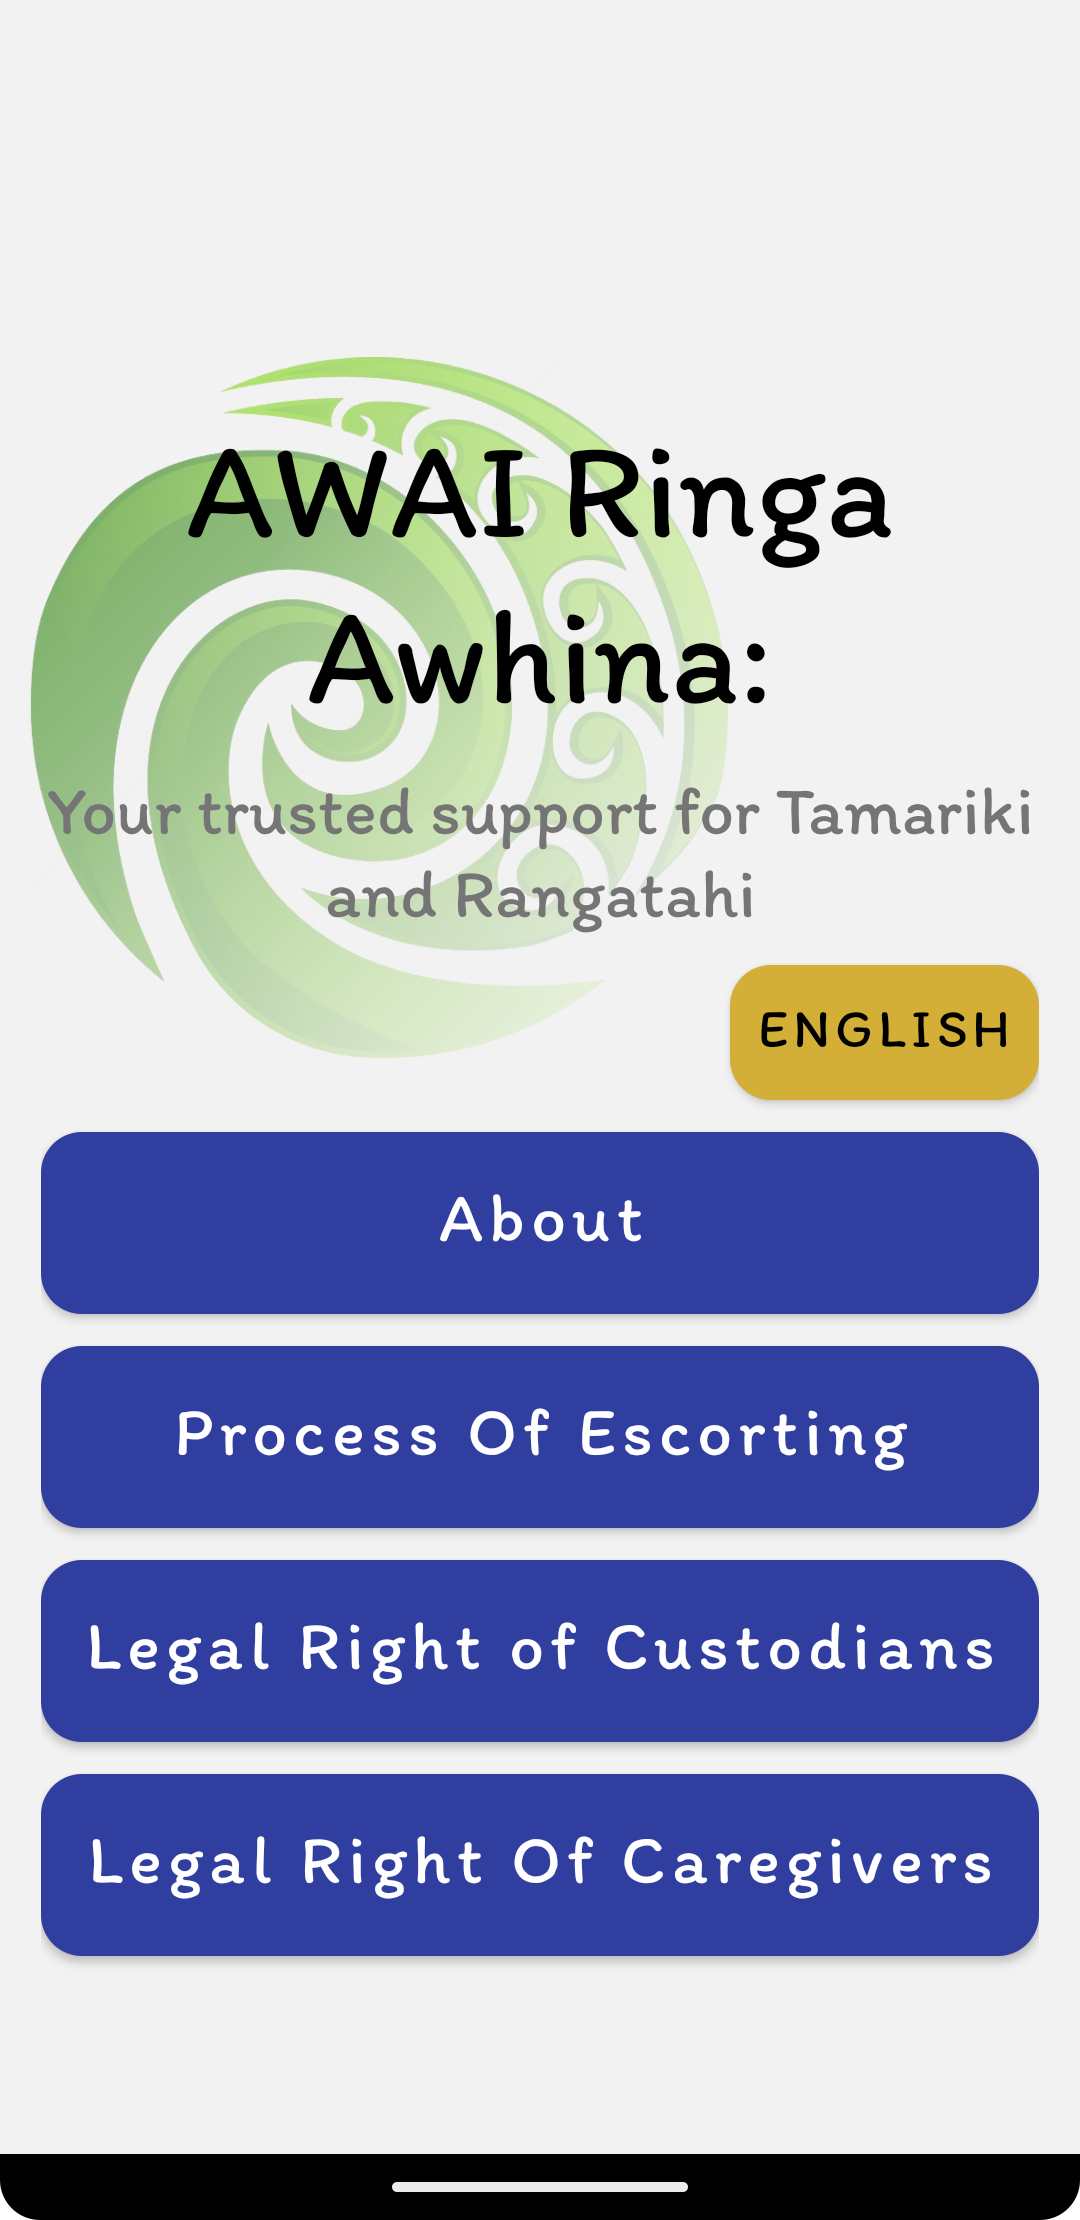 AWAI Ringa
Awhina:
Your trusted support for Tamariki
and Rangatahi
ENGLISH
About
Process Of Escorting
Legal Right of Custodians
Legal Right Of Caregivers